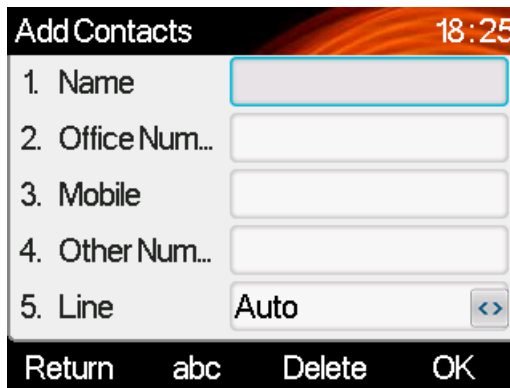 Add Contacts 18:25
1. Name
2. Office Num...
3. Mobile
4. Other Num...
5. Line Auto <>
Return abc Delete OK